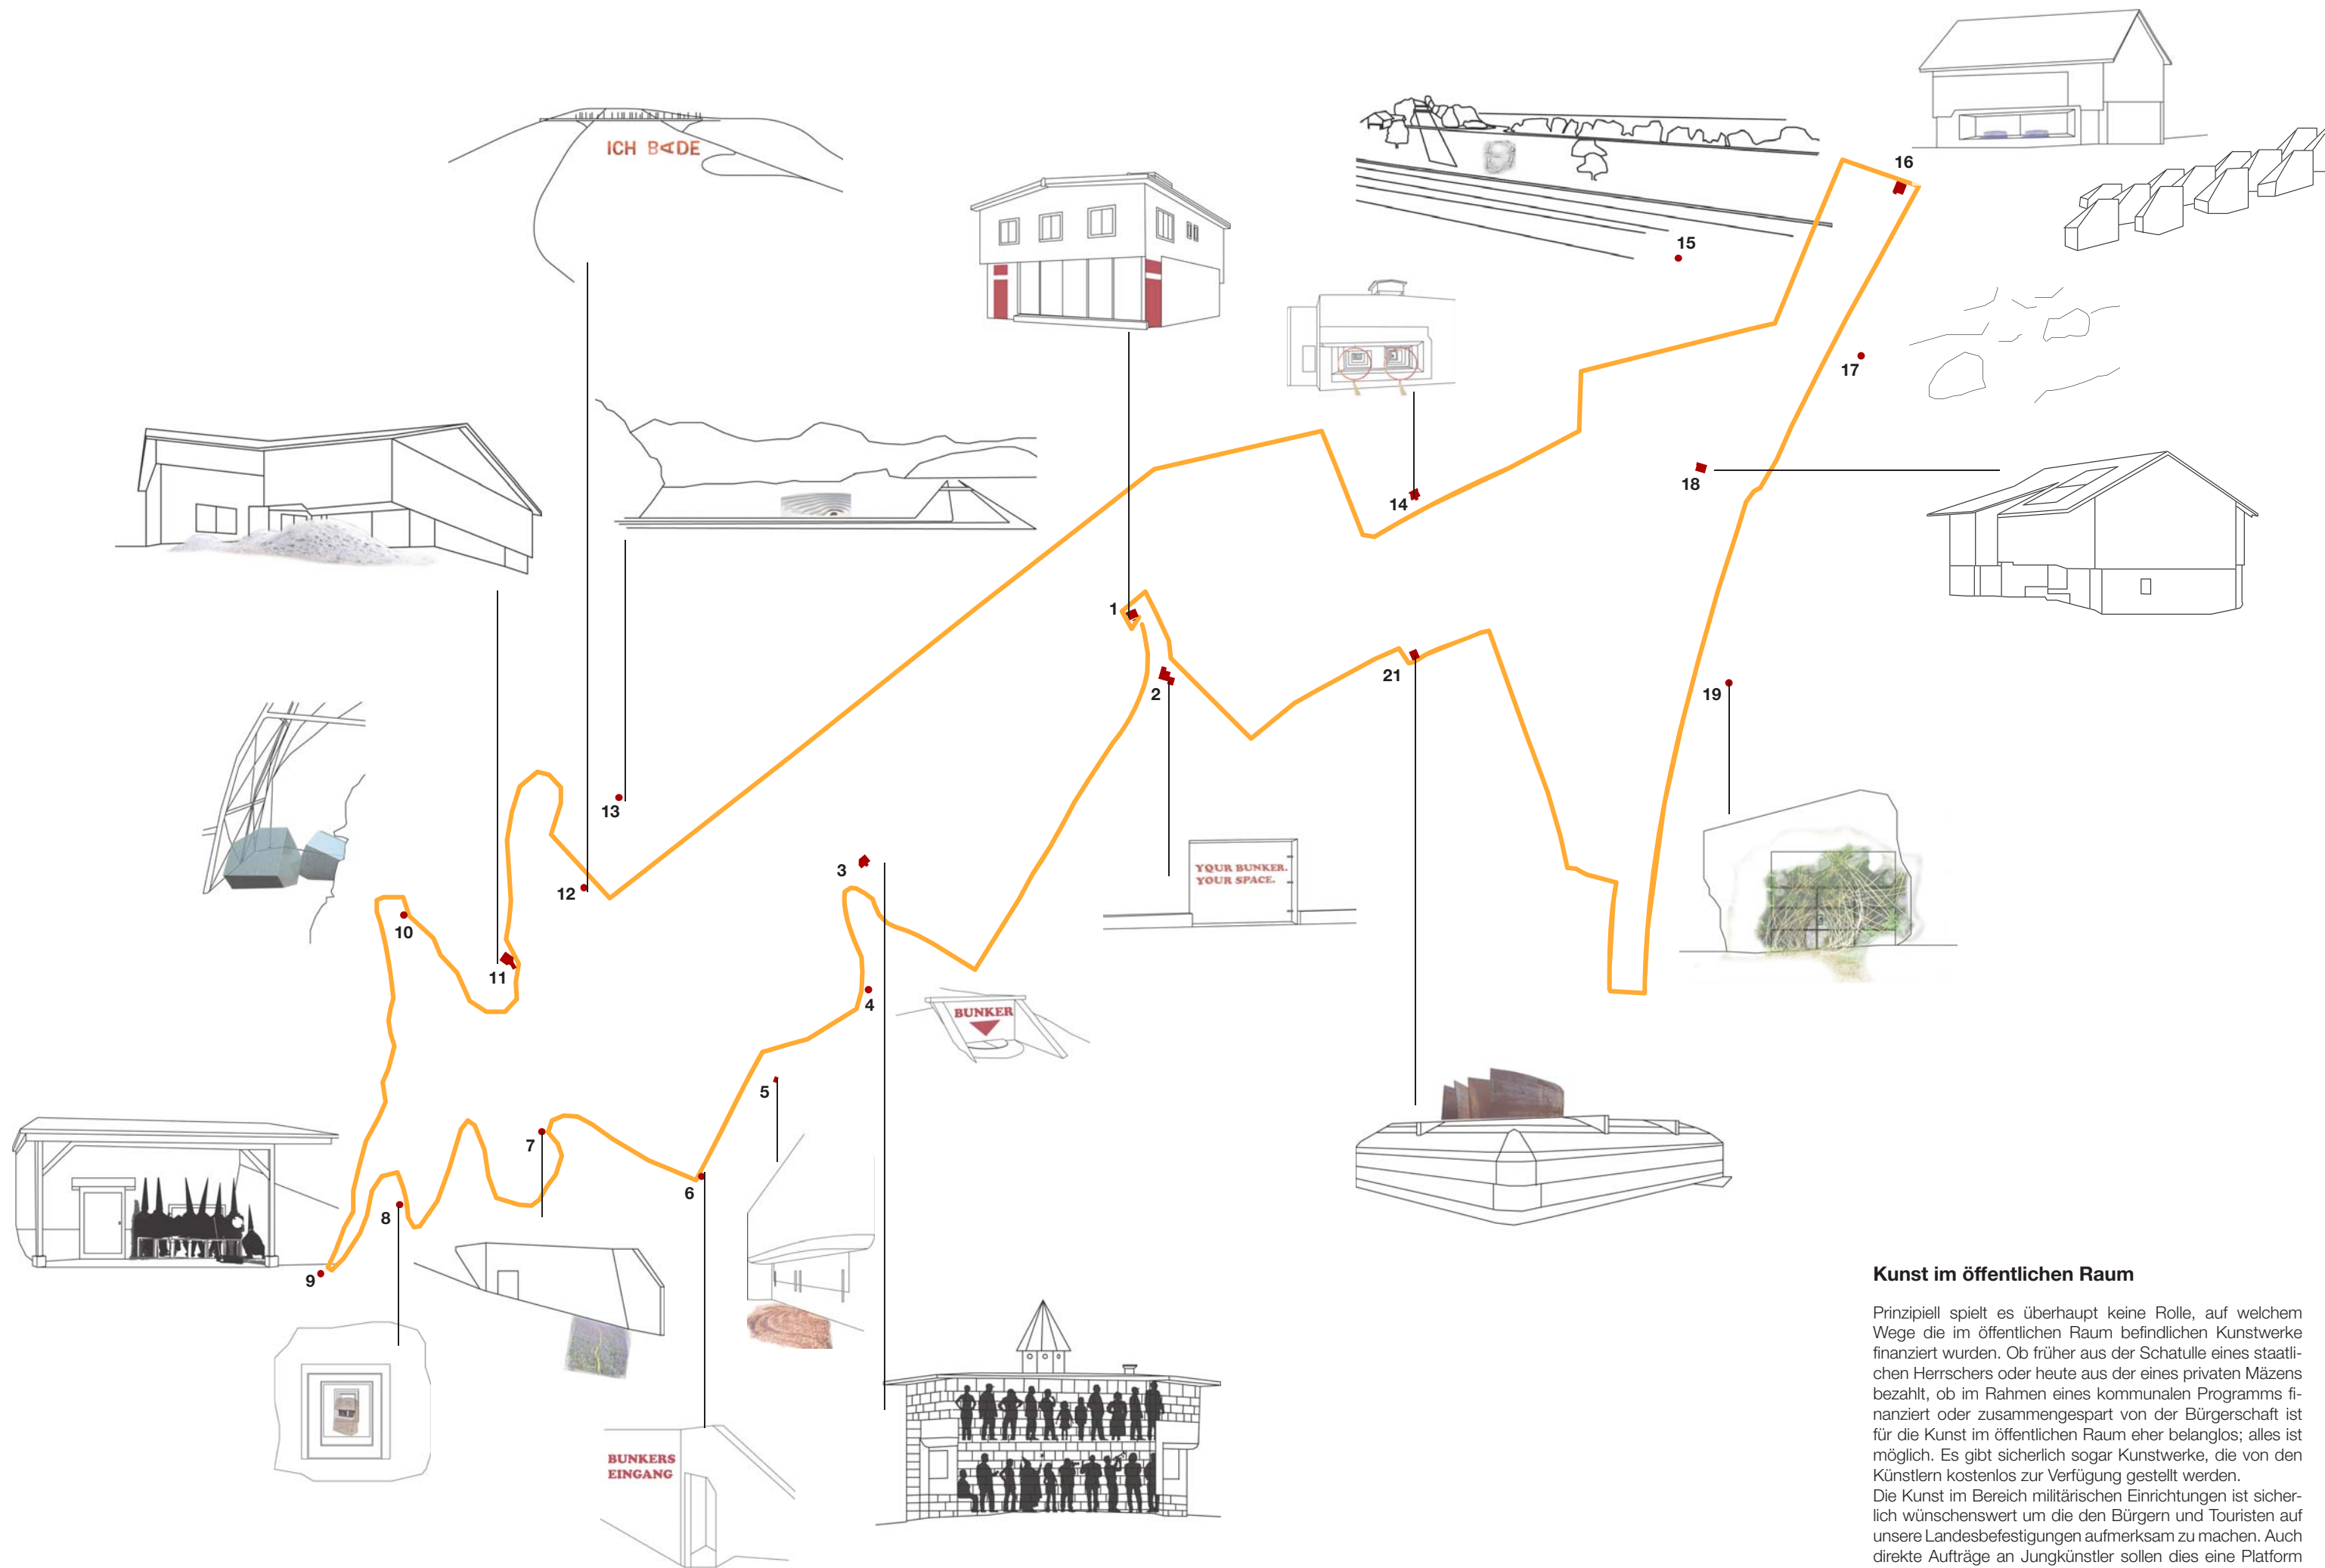 ICH BADE
16
15
17
14
18
1
21
2
19
13
3
YOUR BUNKER.
YOUR SPACE.
12
10
11
4
BUNKER
5
7
6
8
9
Kunst im öffentlichen Raum
Prinzipiell spielt es überhaupt keine Rolle, auf welchem
Wege die im öffentlichen Raum befindlichen Kunstwerke
finanziert wurden. Ob früher aus der Schatulle eines staatli-
chen Herrschers oder heute aus der eines privaten Mäzens
bezahlt, ob im Rahmen eines kommunalen Programms fi-
nanziert oder zusammengespart von der Bürgerschaft ist
für die Kunst im öffentlichen Raum eher belanglos; alles ist
möglich. Es gibt sicherlich sogar Kunstwerke, die von den
Künstlern kostenlos zur Verfügung gestellt werden.
Die Kunst im Bereich militärischen Einrichtungen ist sicher-
lich wünschenswert um die den Bürgern und Touristen auf
unsere Landesbefestigungen aufmerksam zu machen. Auch
direkte Aufträge an Jungkünstler sollen dies eine Platform
BUNKERS
EINGANG